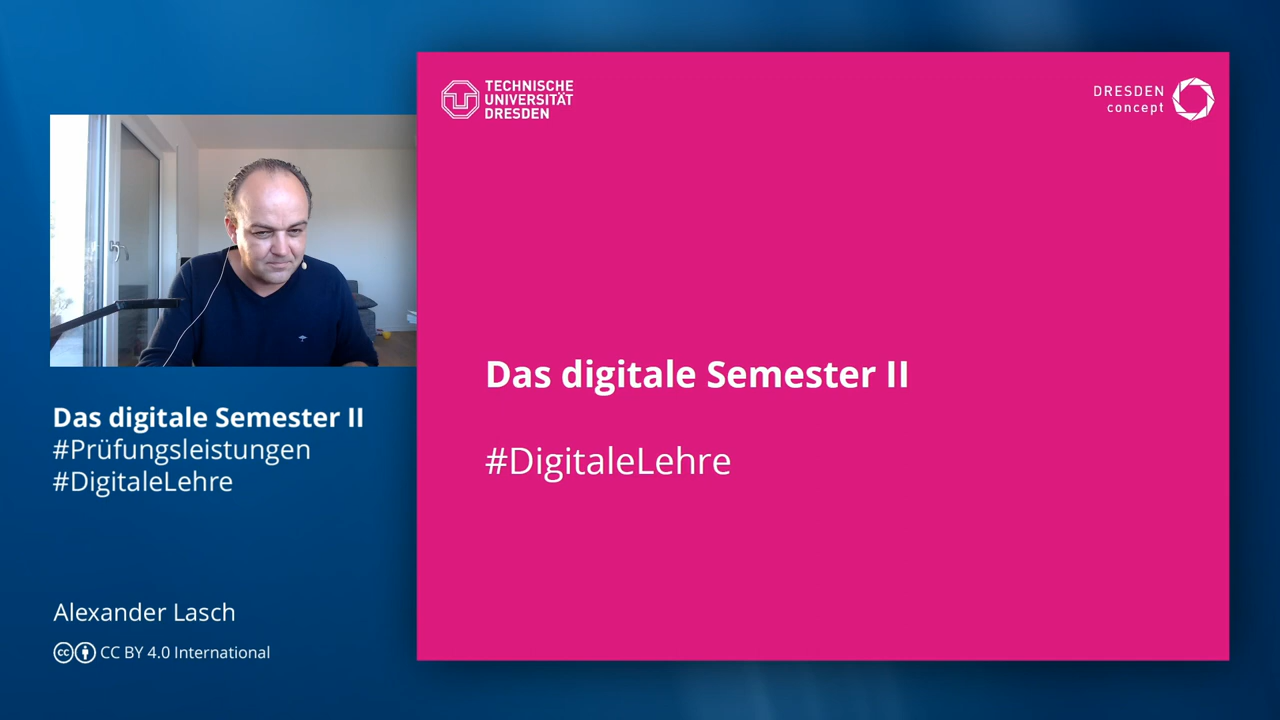 TECHNISCHE
UNIVERSITÄT
DRESDEN
DRESDEN
concept
Das digitale Semester II
#DigitaleLehre
Das digitale Semester II
#Prüfungsleistungen
#DigitaleLehre
Alexander Lasch
CC BY 4.0 International